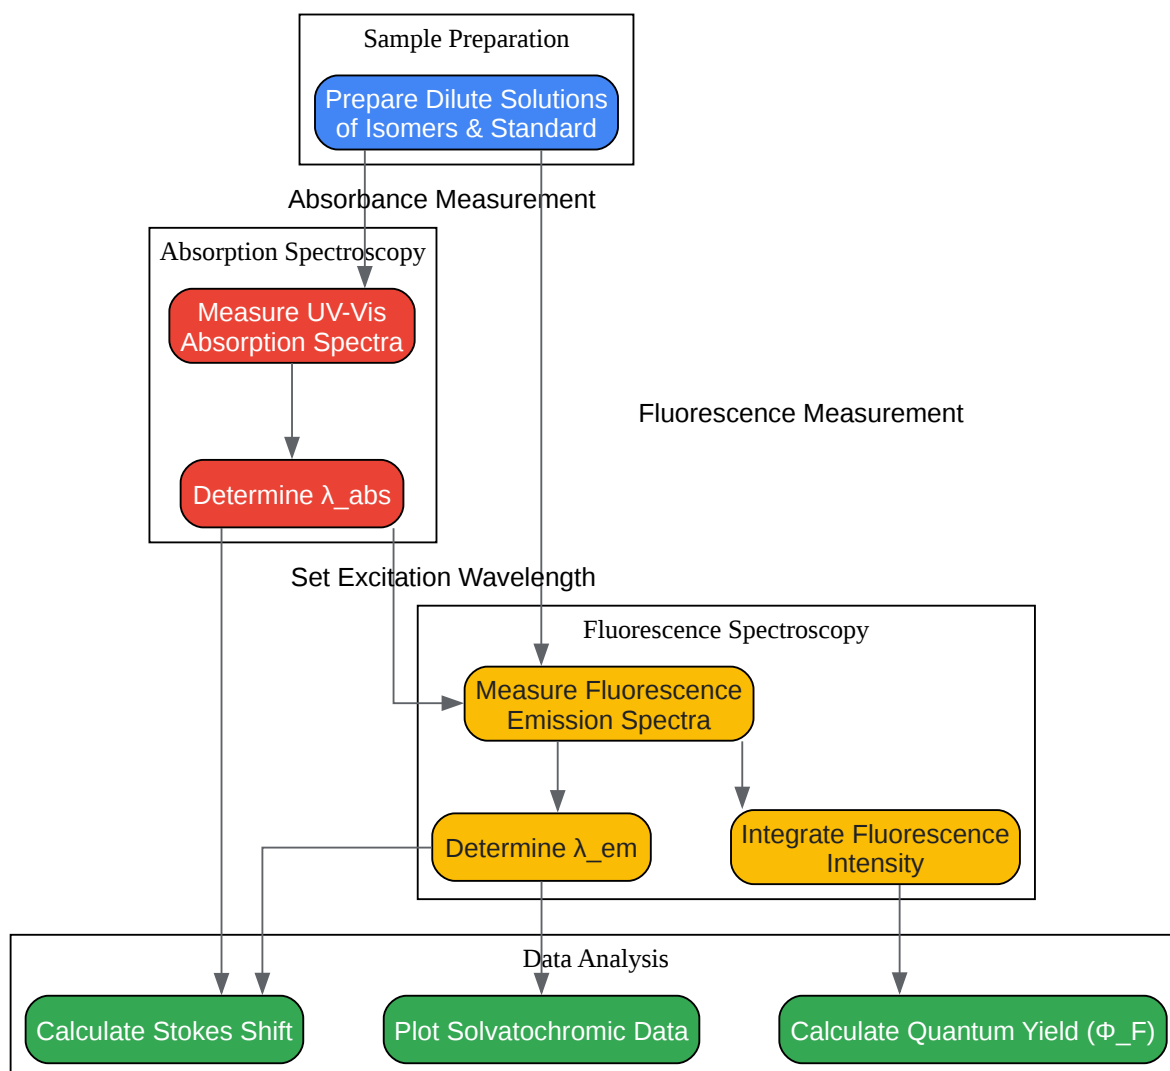 Sample Preparation
Prepare Dilute Solutions
of Isomers & Standard
Absorbance Measurement
Absorption Spectroscopy
Measure UV-Vis
Absorption Spectra
Fluorescence Measurement
Determine λ_abs
Set Excitation Wavelength
Fluorescence Spectroscopy
Measure Fluorescence
Emission Spectra
Determine λ_em
Integrate Fluorescence
Intensity
Data Analysis
Calculate Stokes Shift
Plot Solvatochromic Data
Calculate Quantum Yield (Φ_F)